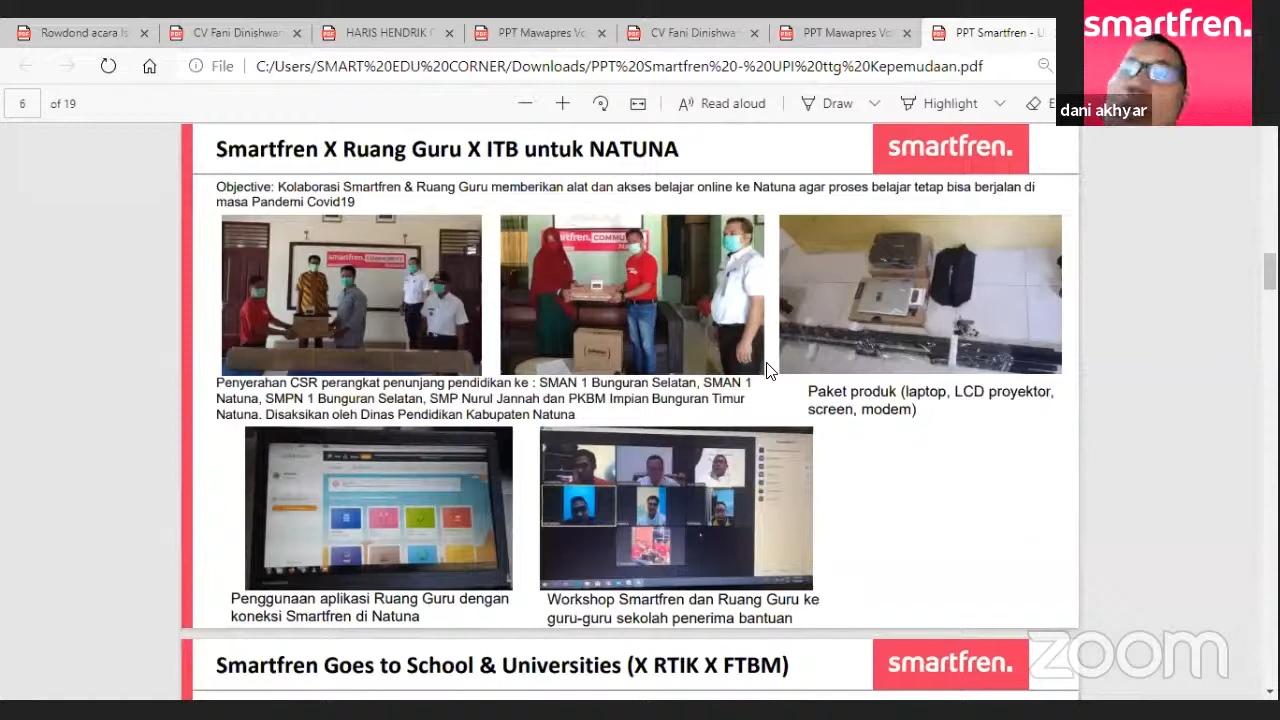 Rowdond acara Is
CV Fani Dinishwar
HARIS HENDRIK C
PPT Mawapres Vo
CV Fani Dinishwa
PPT Mawapres Vo
PPT Smartfren - U
smartfren.
File
C:/Users/SMART%20EDU%20CORNER/Downloads/PPT%20Smartfren%20-%20UPI%20ttg%20Kepemudaan.pdf
6 of 19
Read aloud
Draw
Highlight
E
dani akhyar
Smartfren X Ruang Guru X ITB untuk NATUNA
smartfren.
Objective: Kolaborasi Smartfren & Ruang Guru memberikan alat dan akses belajar online ke Natuna agar proses belajar tetap bisa berjalan di
masa Pandemi Covid19
smartfren. COMMUNITY
Penyerahan CSR perangkat penunjang pendidikan ke : SMAN 1 Bunguran Selatan, SMAN 1
Natuna, SMPN 1 Bunguran Selatan, SMP Nurul Jannah dan PKBM Impian Bunguran Timur
Natuna. Disaksikan oleh Dinas Pendidikan Kabupaten Natuna
Paket produk (laptop, LCD proyektor,
screen, modem)
Penggunaan aplikasi Ruang Guru dengan
koneksi Smartfren di Natuna
Workshop Smartfren dan Ruang Guru ke
guru-guru sekolah penerima bantuan
zoom
Smartfren Goes to School & Universities (X RTIK X FTBM)
smartfren.